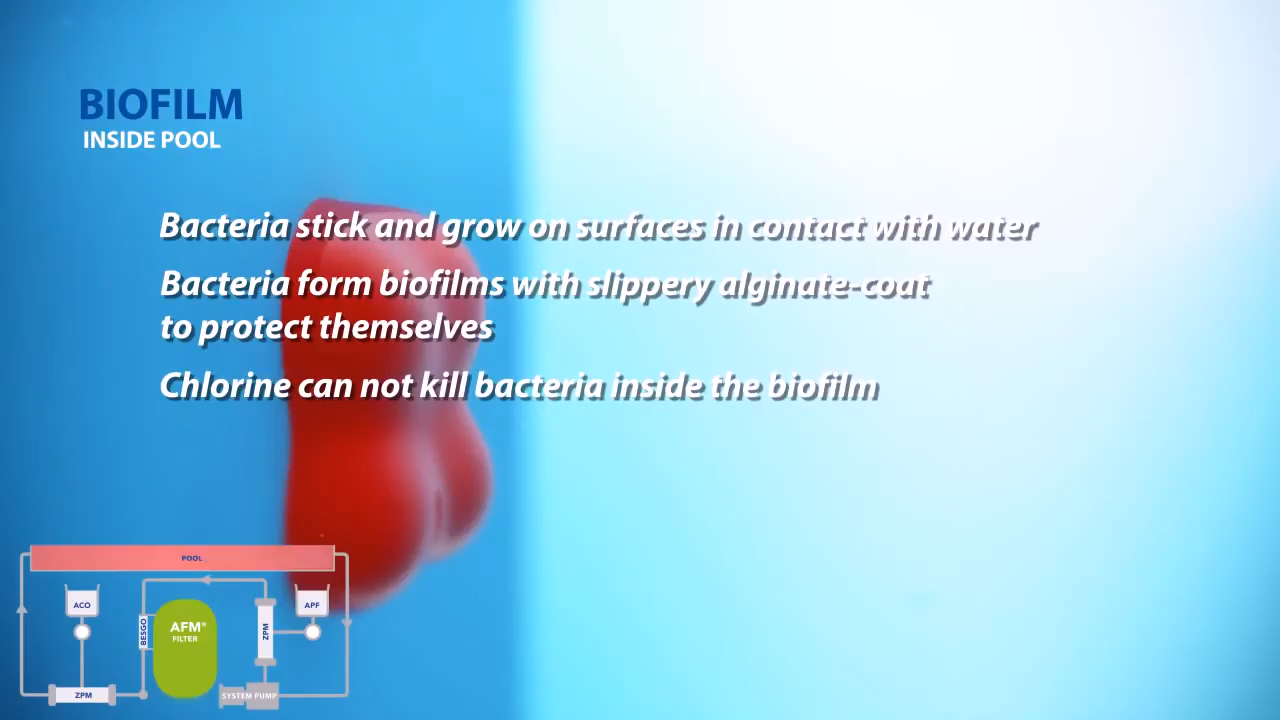 BIOFILM
INSIDE POOL
Bacteria stick and grow on surfaces in contact with water
Bacteria form biofilms with slippery alginate-coat
to protect themselves
Chlorine can not kill bacteria inside the biofilm
POOL
ACO
APF
BESGO
AFM®
FILTER
ZPM
ZPM
SYSTEM PUMP